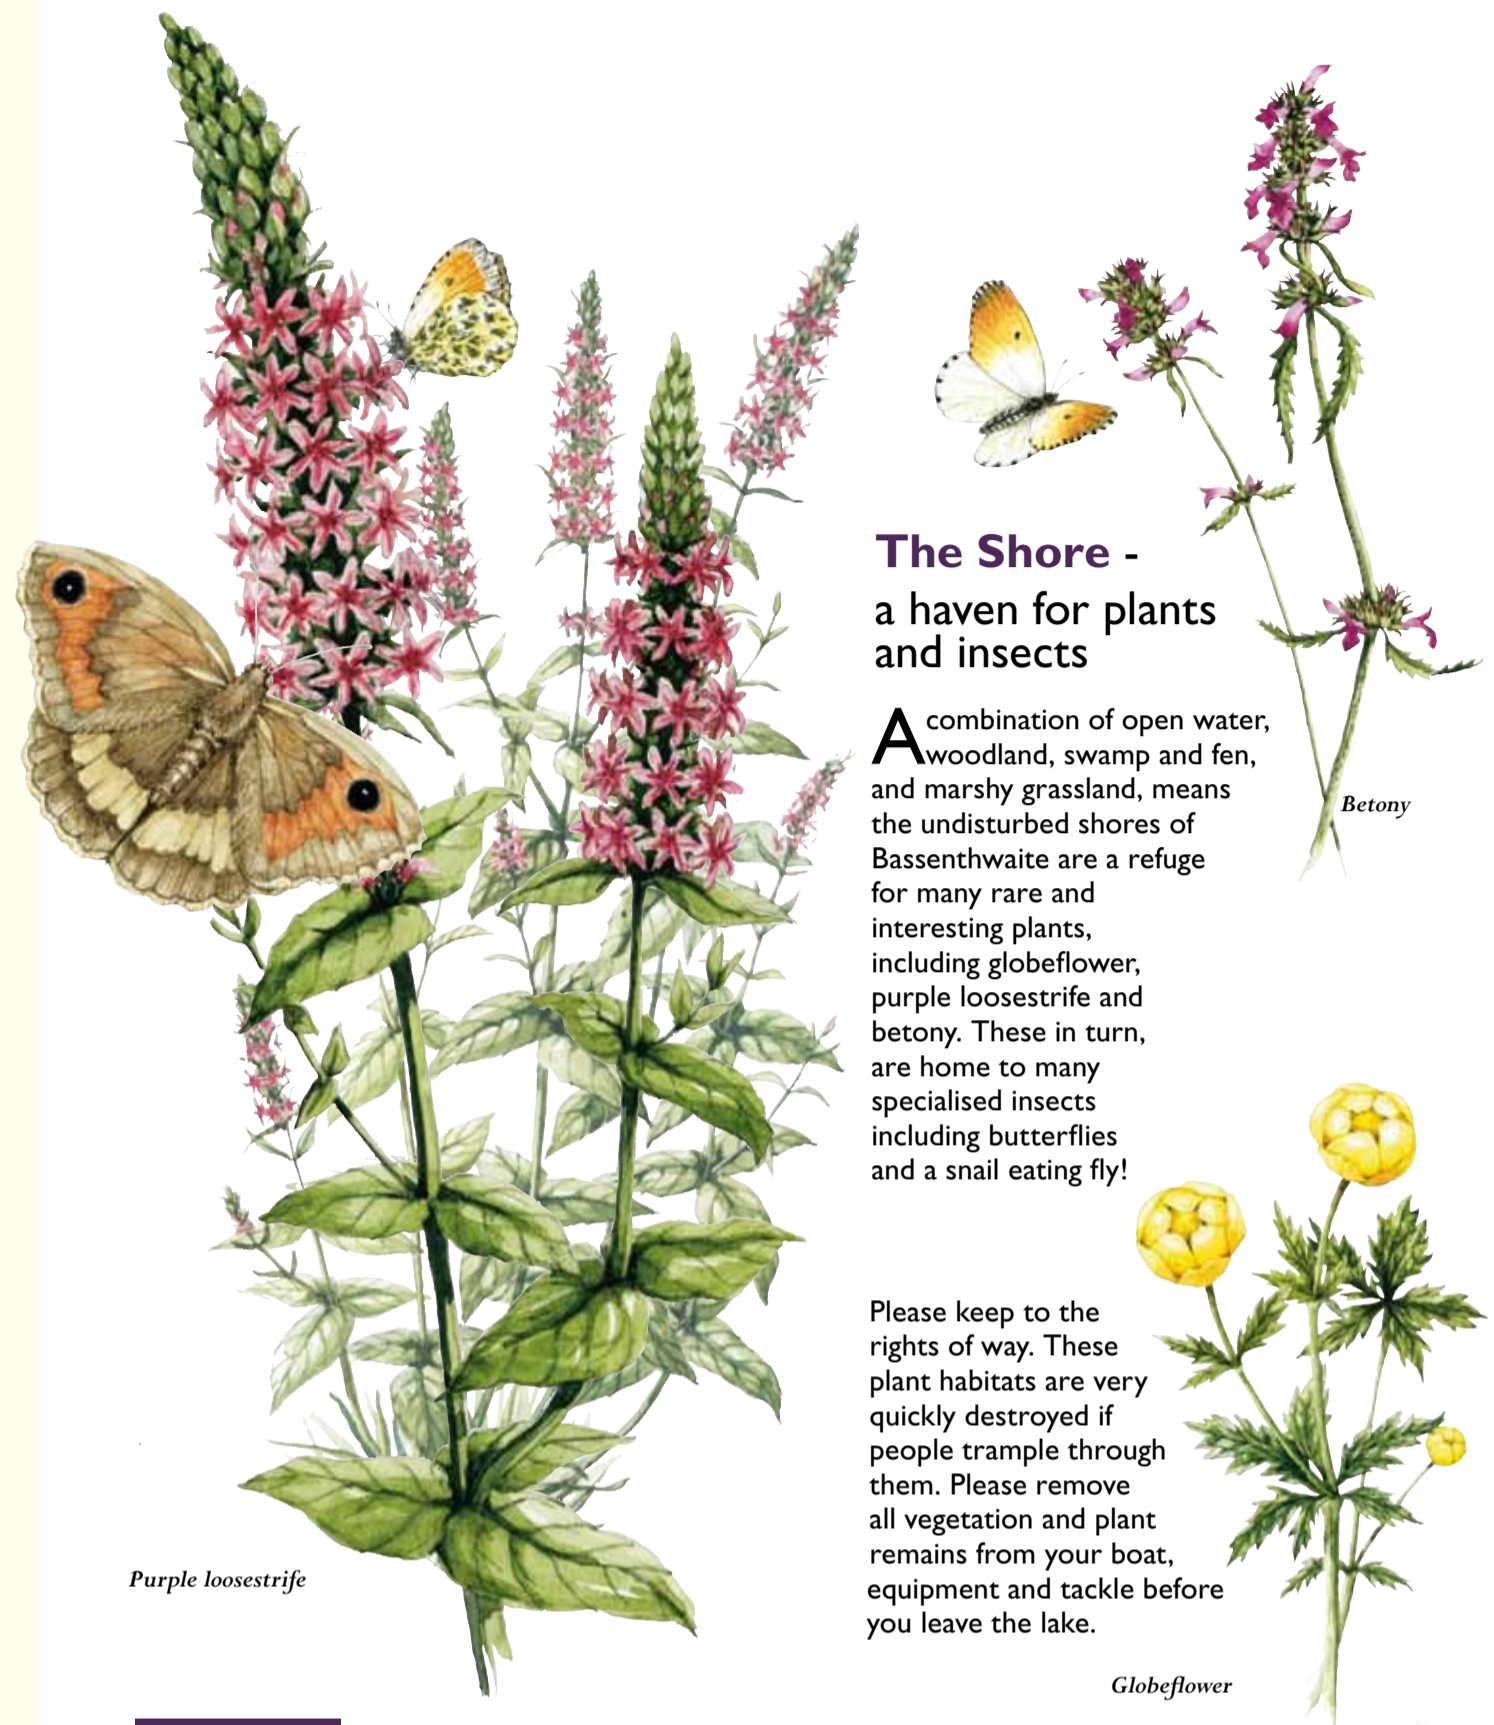 The Shore -
a haven for plants
and insects
A combination of open water,
woodland, swamp and fen,
and marshy grassland, means
the undisturbed shores of
Bassenthwaite are a refuge
for many rare and
interesting plants,
including globeflower,
purple loosestrife and
betony. These in turn,
are home to many
specialised insects
including butterflies
and a snail eating fly!
Betony
Please keep to the
rights of way. These
plant habitats are very
quickly destroyed if
people trample through
them. Please remove
all vegetation and plant
remains from your boat,
equipment and tackle before
you leave the lake.
Purple loosestrife
Globeflower